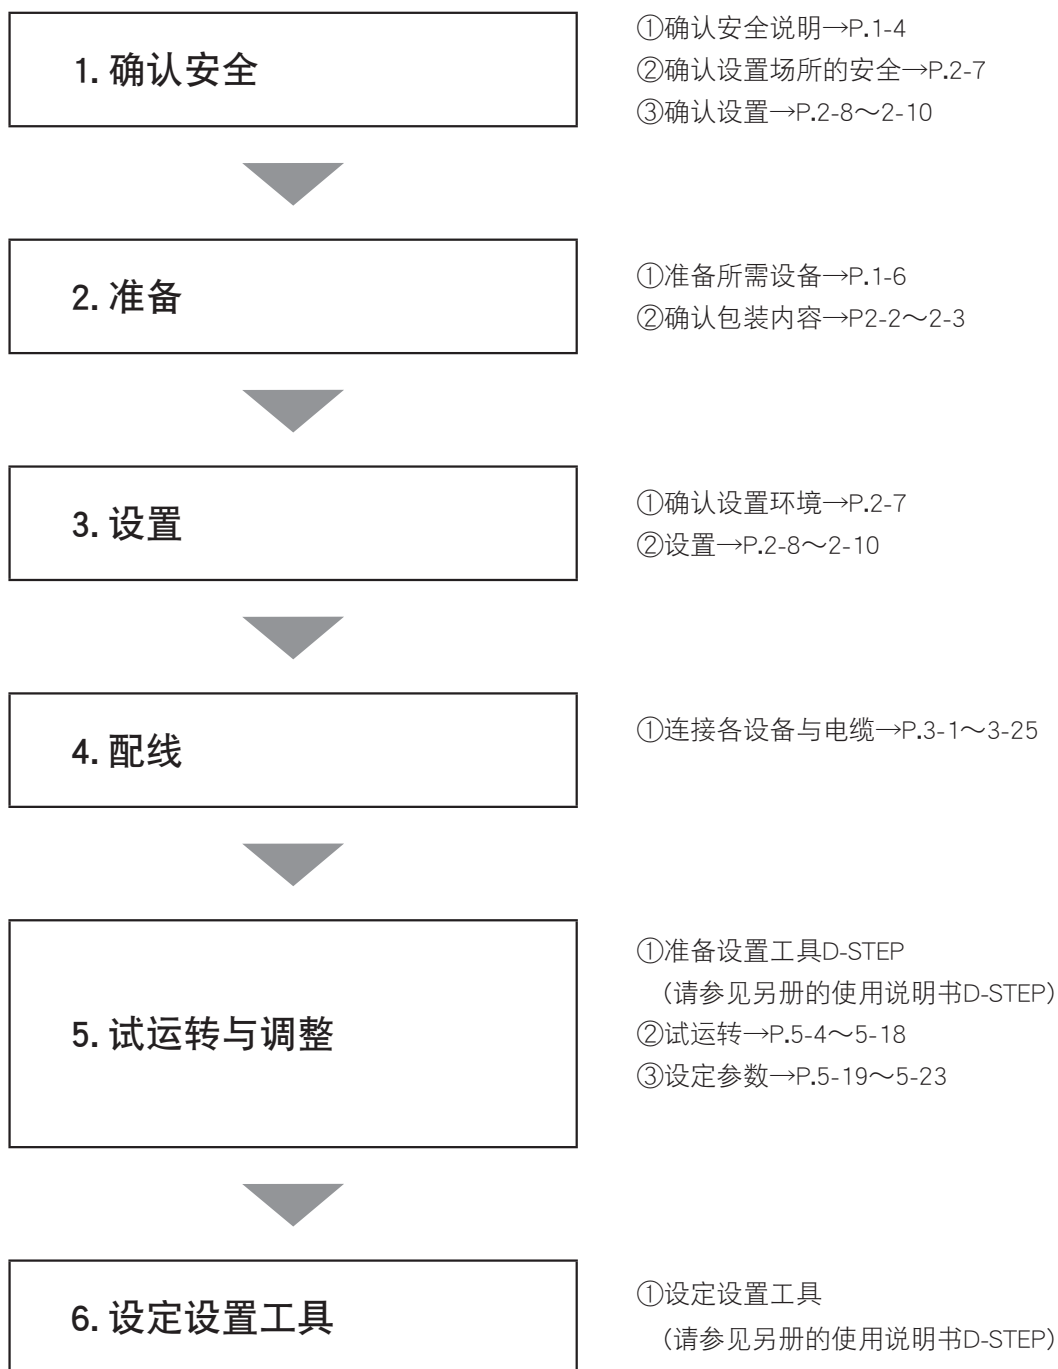 1. 确认安全
①确认安全说明→P.1-4
②确认设置场所的安全→P.2-7
③确认设置→P.2-8～2-10
2. 准备
①准备所需设备→P.1-6
②确认包装内容→P2-2～2-3
3. 设置
①确认设置环境→P.2-7
②设置→P.2-8～2-10
4. 配线
①连接各设备与电缆→P.3-1～3-25
5. 试运转与调整
①准备设置工具D-STEP
（请参见另册的使用说明书D-STEP）
②试运转→P.5-4～5-18
③设定参数→P.5-19～5-23
6. 设定设置工具
①设定设置工具
（请参见另册的使用说明书D-STEP）